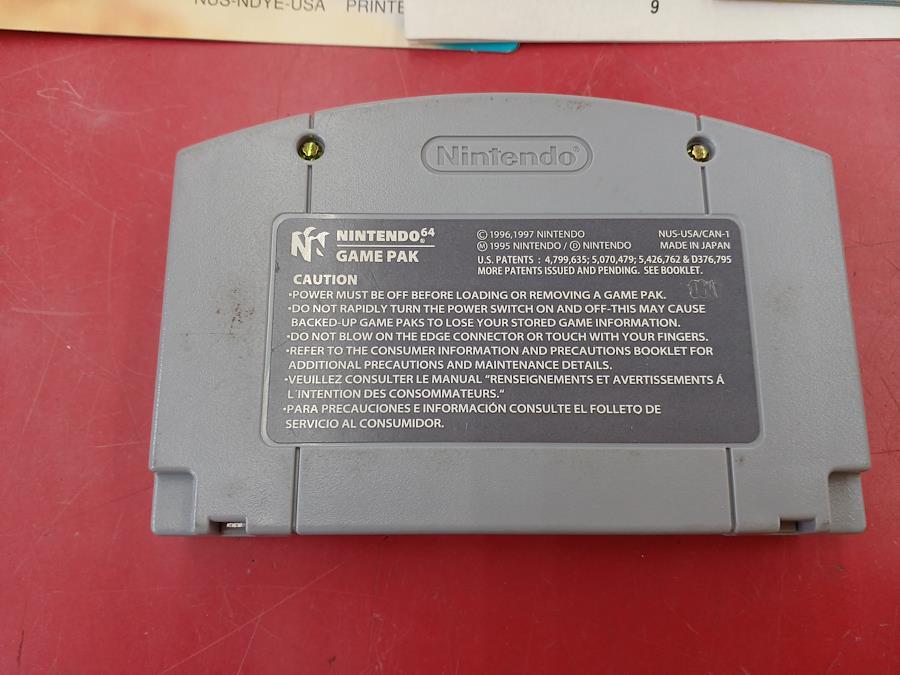 NUS-NDYE-USA PRINTE
9
Nintendo®
NINTENDO64®
GAME PAK
©1996,1997 NINTENDO
Ⓜ 1995 NINTENDO / Ⓓ NINTENDO
NUS-USA/CAN-1
MADE IN JAPAN
U.S. PATENTS : 4,799,635; 5,070,479; 5,426,762 & D376,795
MORE PATENTS ISSUED AND PENDING. SEE BOOKLET.
CAUTION
•POWER MUST BE OFF BEFORE LOADING OR REMOVING A GAME PAK.
•DO NOT RAPIDLY TURN THE POWER SWITCH ON AND OFF-THIS MAY CAUSE
BACKED-UP GAME PAKS TO LOSE YOUR STORED GAME INFORMATION.
•DO NOT BLOW ON THE EDGE CONNECTOR OR TOUCH WITH YOUR FINGERS.
•REFER TO THE CONSUMER INFORMATION AND PRECAUTIONS BOOKLET FOR
ADDITIONAL PRECAUTIONS AND MAINTENANCE DETAILS.
•VEUILLEZ CONSULTER LE MANUAL "RENSEIGNEMENTS ET AVERTISSEMENTS Á
L'INTENTION DES CONSOMMATEURS."
•PARA PRECAUCIONES E INFORMACIÓN CONSULTE EL FOLLETO DE
SERVICIO AL CONSUMIDOR.